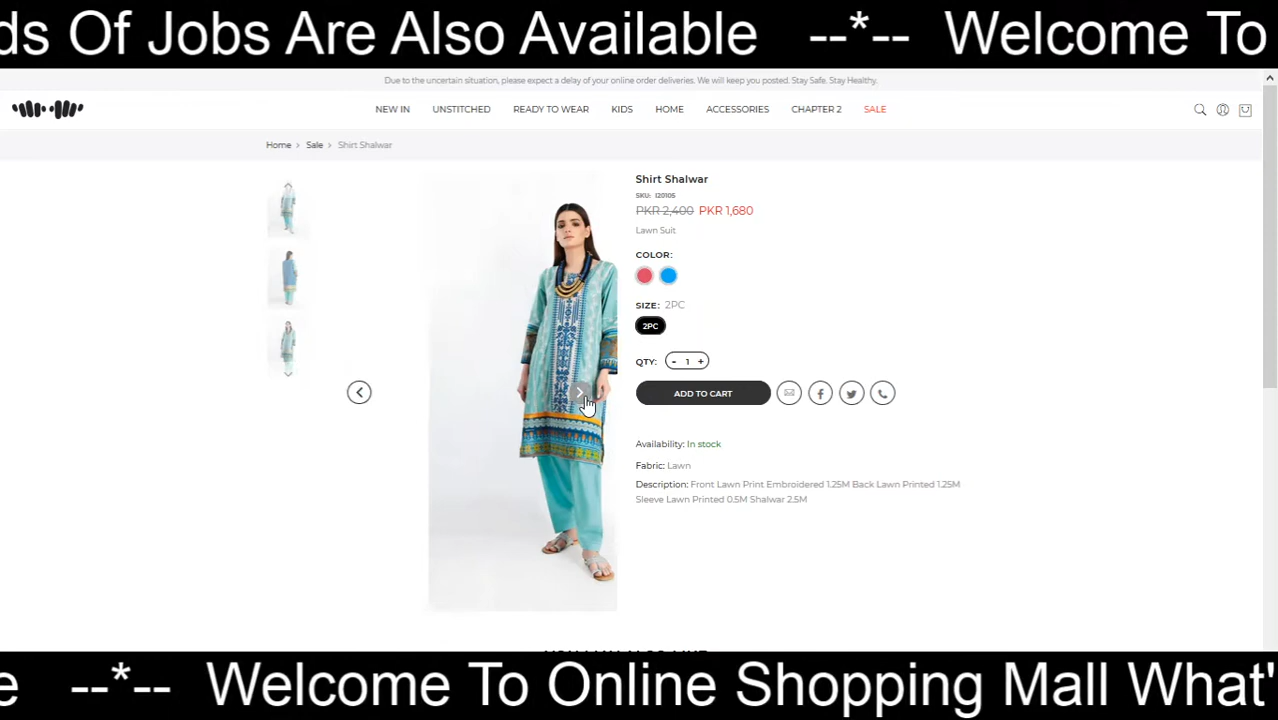 ds Of Jobs Are Also Available --*-- Welcome To
Due to the uncertain situation, please expect a delay of your online order deliveries. We will keep you posted. Stay Safe, Stay Healthy.
NEW IN UNSTITCHED READY TO WEAR KIDS HOME ACCESSORIES CHAPTER 2 SALE
Home > Sale > Shirt Shalwar
Shirt Shalwar
SKU: I20105
PKR 2,400 PKR 1,680
Lawn Suit
COLOR:
SIZE: 2PC
2PC
QTY: - 1 +
ADD TO CART
Availability: In stock
Fabric: Lawn
Description: Front Lawn Print Embroidered 1.25M Back Lawn Printed 1.25M
Sleeve Lawn Printed 0.5M Shalwar 2.5M
e --*-- Welcome To Online Shopping Mall What'